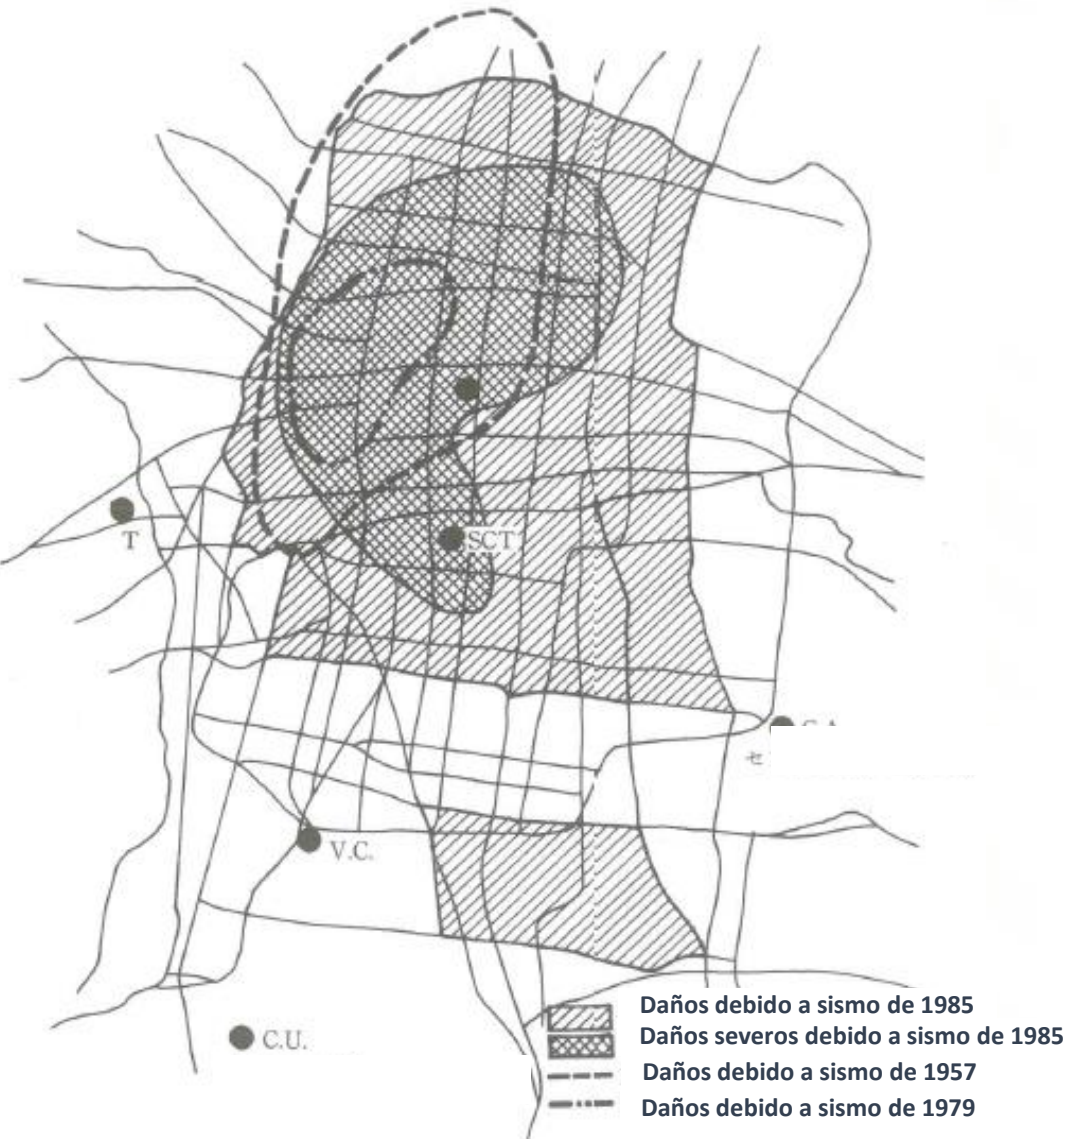 T
SCT
セ
V.C.
C.U.
Daños debido a sismo de 1985
Daños severos debido a sismo de 1985
Daños debido a sismo de 1957
Daños debido a sismo de 1979